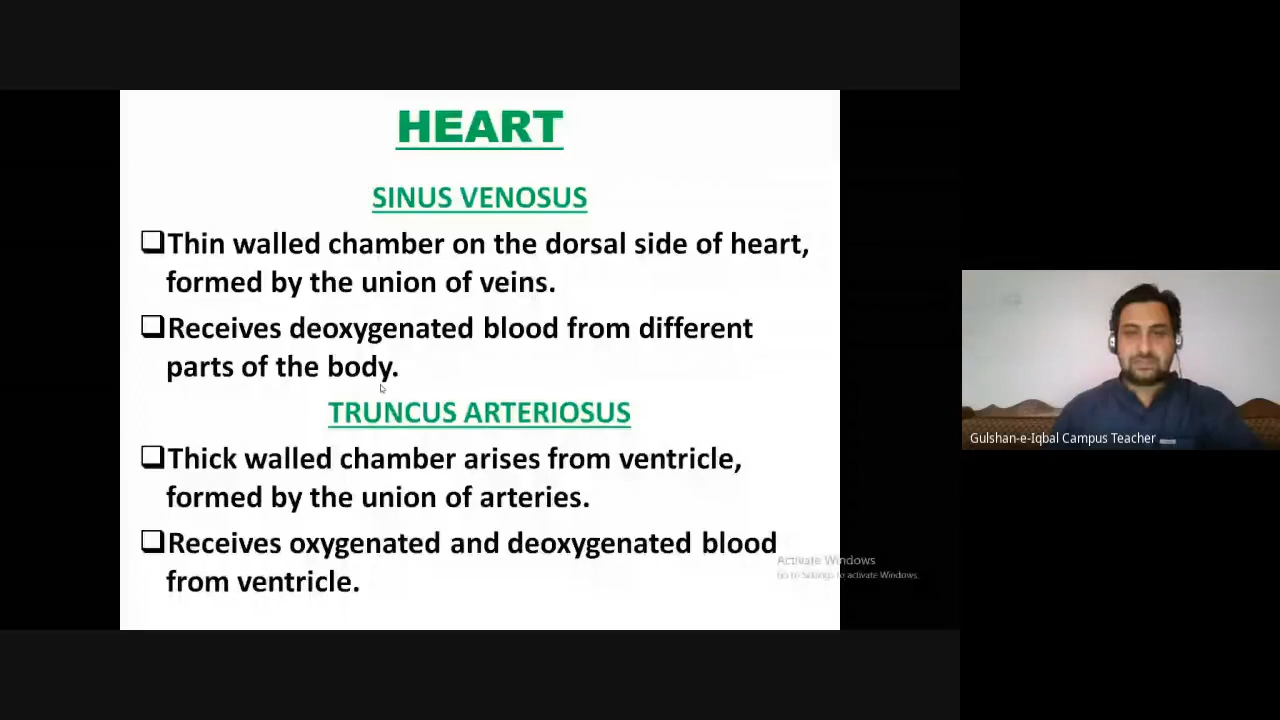 HEART
SINUS VENOSUS
❑Thin walled chamber on the dorsal side of heart,
formed by the union of veins.
❑Receives deoxygenated blood from different
parts of the body.
TRUNCUS ARTERIOSUS
❑Thick walled chamber arises from ventricle,
formed by the union of arteries.
❑Receives oxygenated and deoxygenated blood
from ventricle.
Activate Windows
Go to Settings to activate Windows.
Gulshan-e-Iqbal Campus Teacher